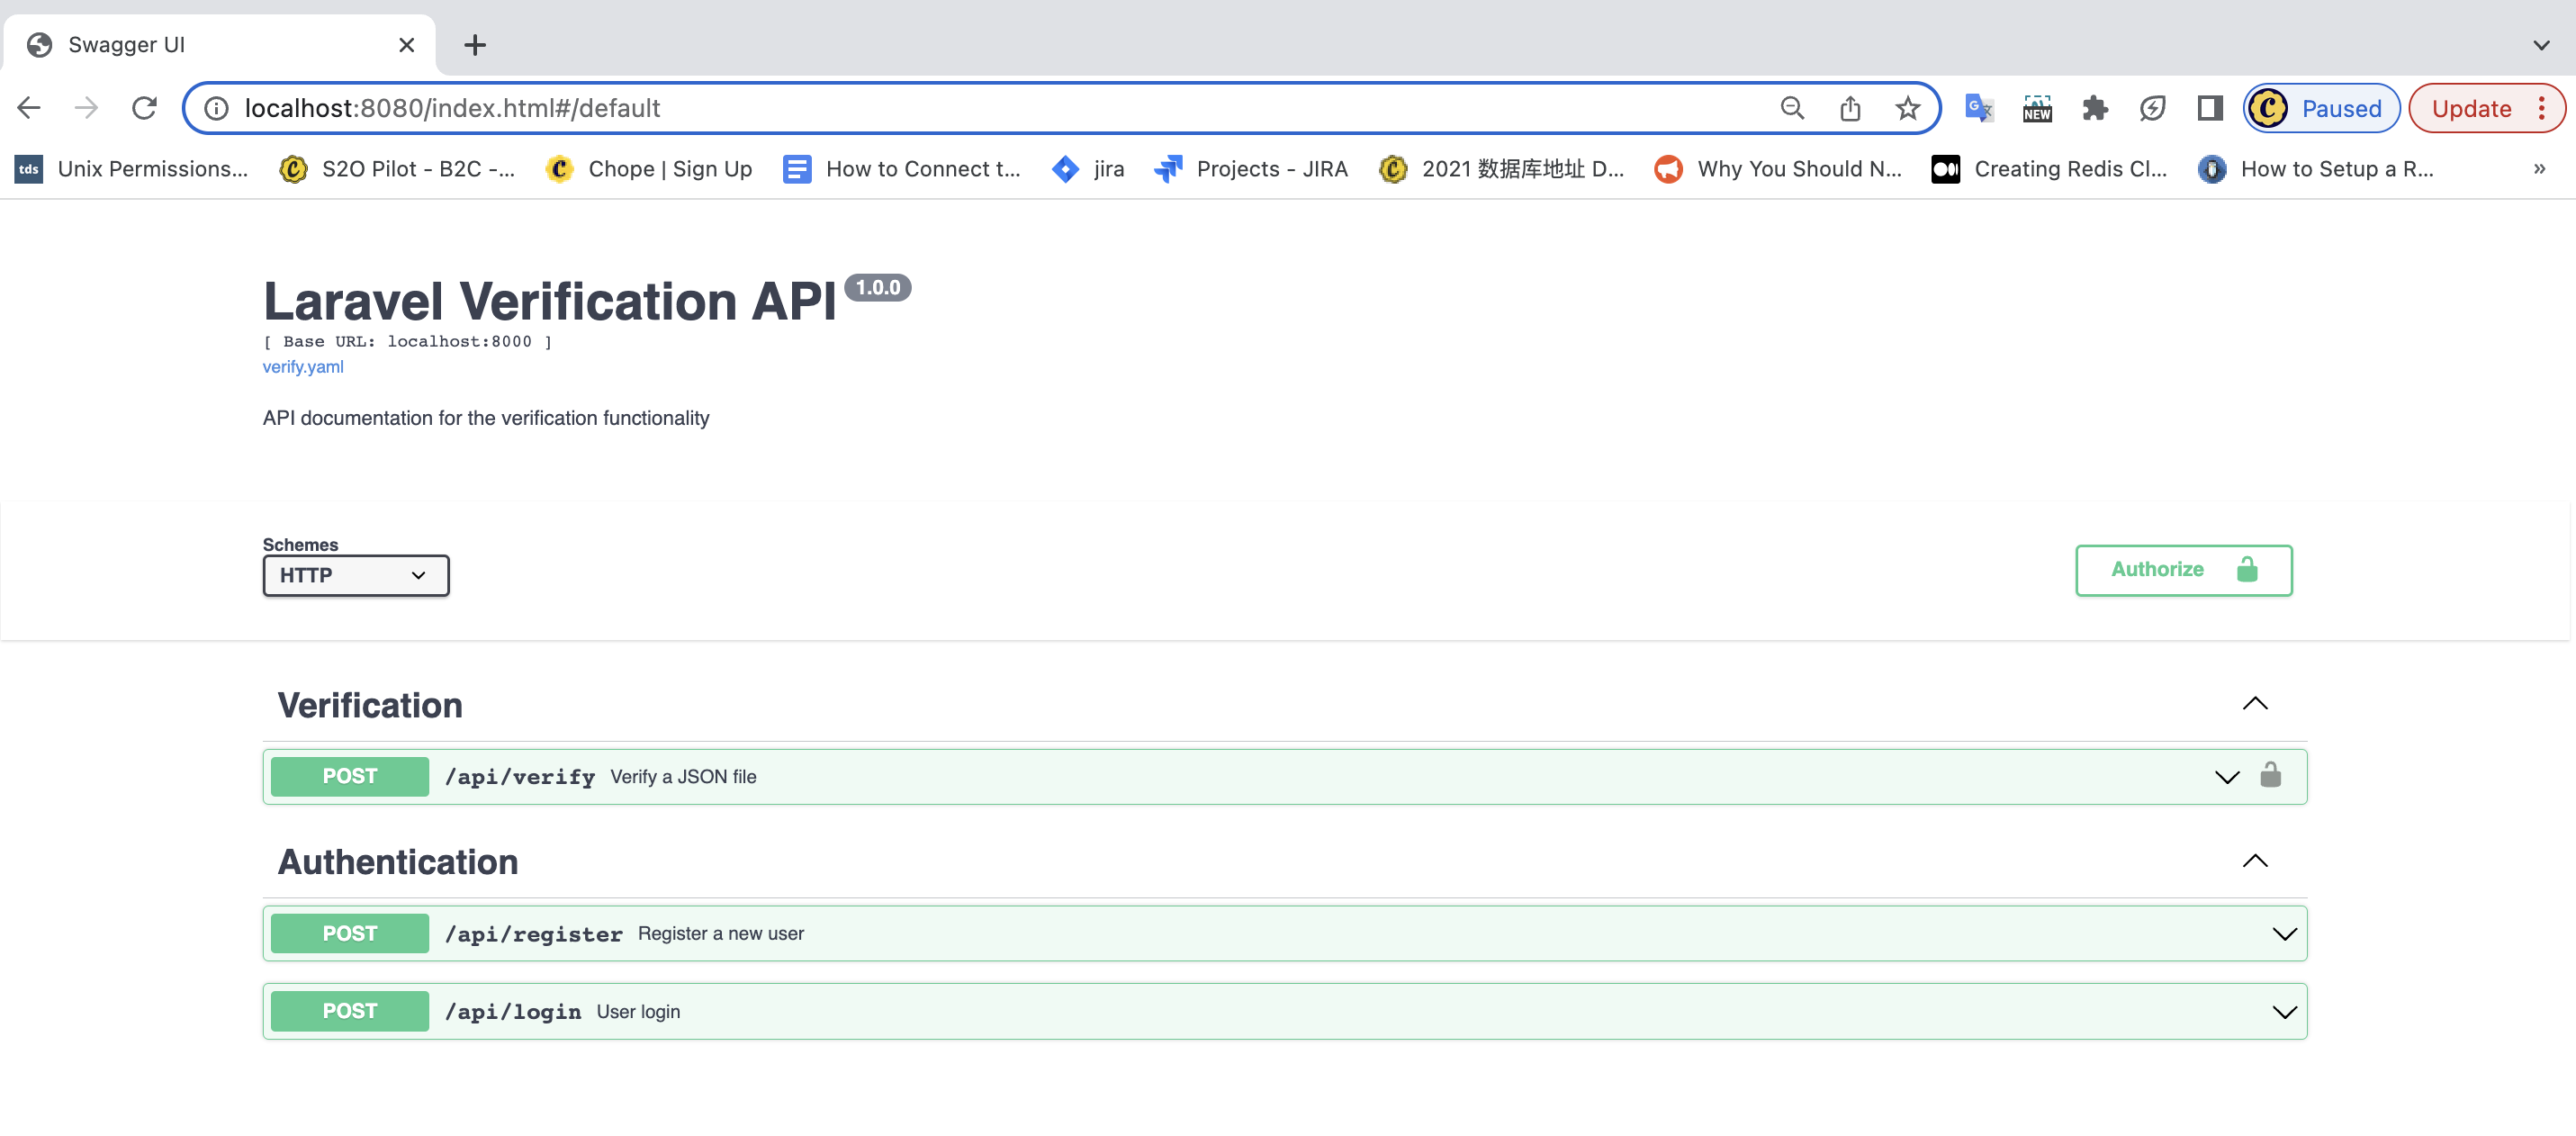 Swagger UI
localhost:8080/index.html#/default
G
NEW
C
Paused
Update
tds Unix Permissions...
C S2O Pilot - B2C -...
C Chope | Sign Up
How to Connect t...
jira
Projects - JIRA
C 2021 数据库地址 D...
Why You Should N...
Creating Redis Cl...
How to Setup a R...
»
Laravel Verification API 1.0.0
[ Base URL: localhost:8000 ]
verify.yaml
API documentation for the verification functionality
Schemes
HTTP
Authorize
Verification
POST /api/verify Verify a JSON file
Authentication
POST /api/register Register a new user
POST /api/login User login